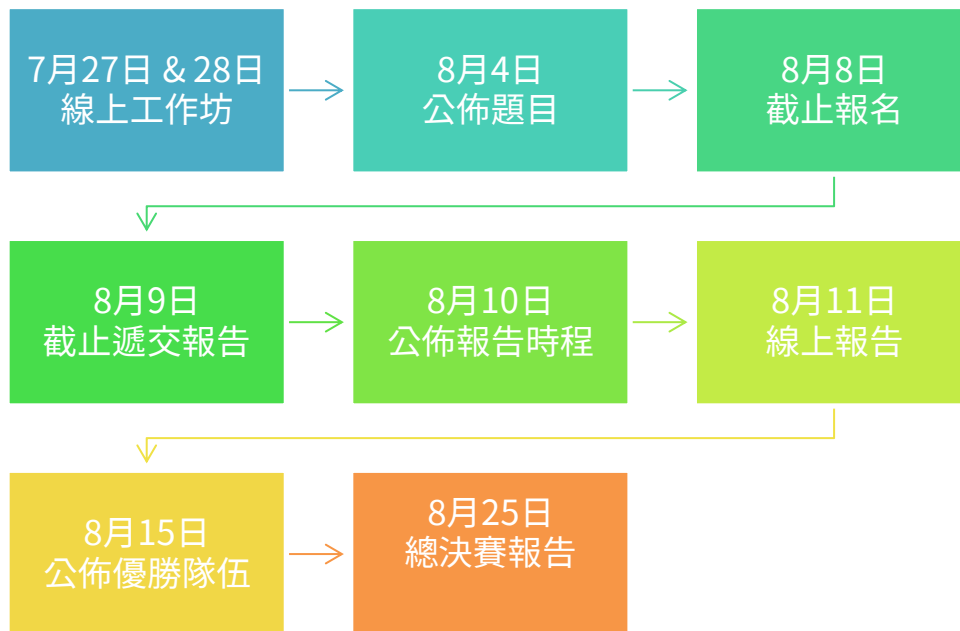 7月27日 & 28日
線上工作坊
8月4日
公佈題目
8月8日
截止報名
8月9日
截止遞交報告
8月10日
公佈報告時程
8月11日
線上報告
8月15日
公佈優勝隊伍
8月25日
總決賽報告